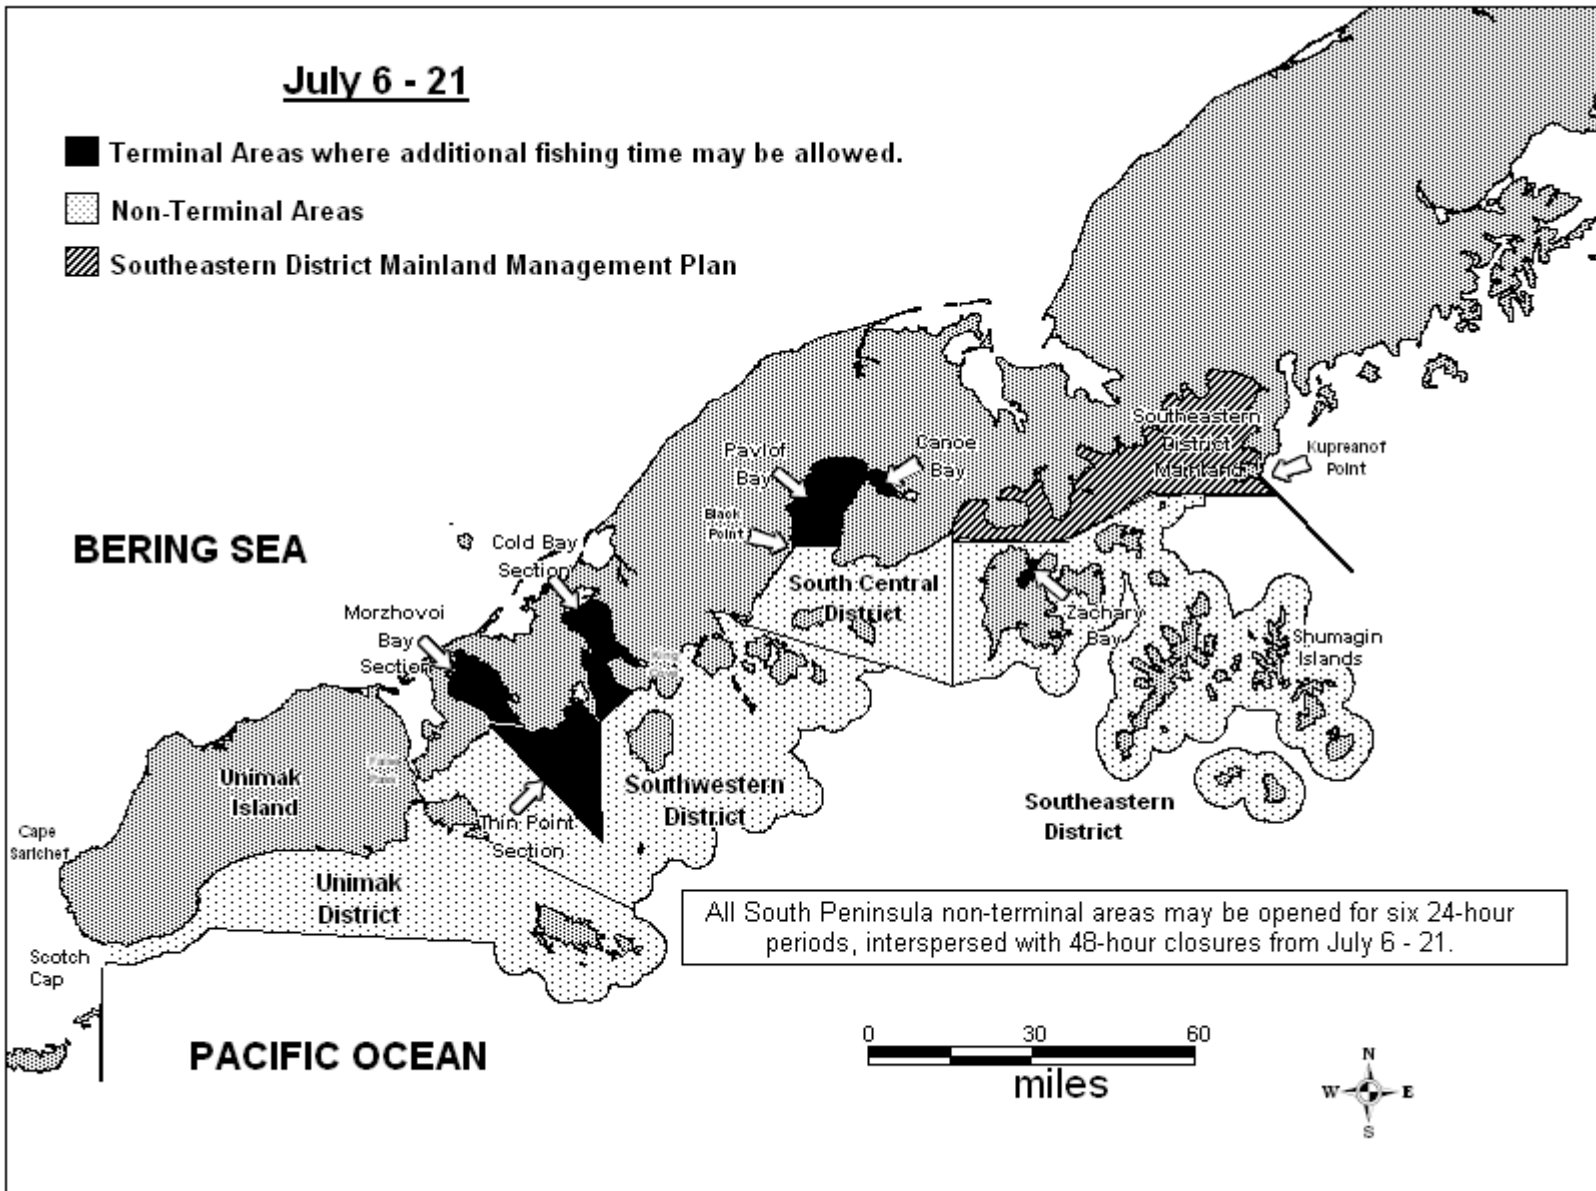 July 6 - 21
Terminal Areas where additional fishing time may be allowed.
Non-Terminal Areas
Southeastern District Mainland Management Plan
Southeastern
District
Mainland
Kupreanof
Point
Canoe
Bay
Pavlof
Bay
Black
Point
BERING SEA
Cold Bay
Section
South Central
District
Zachary
Bay
Morzhovoi
Bay
Section
Shumagin
Islands
Unimak
Island
Southwestern
District
Thin Point
Section
Southeastern
District
Cape
Sarichef
Unimak
District
All South Peninsula non-terminal areas may be opened for six 24-hour
periods, interspersed with 48-hour closures from July 6 - 21.
Scotch
Cap
PACIFIC OCEAN
0 30 60
miles
N
W E
S